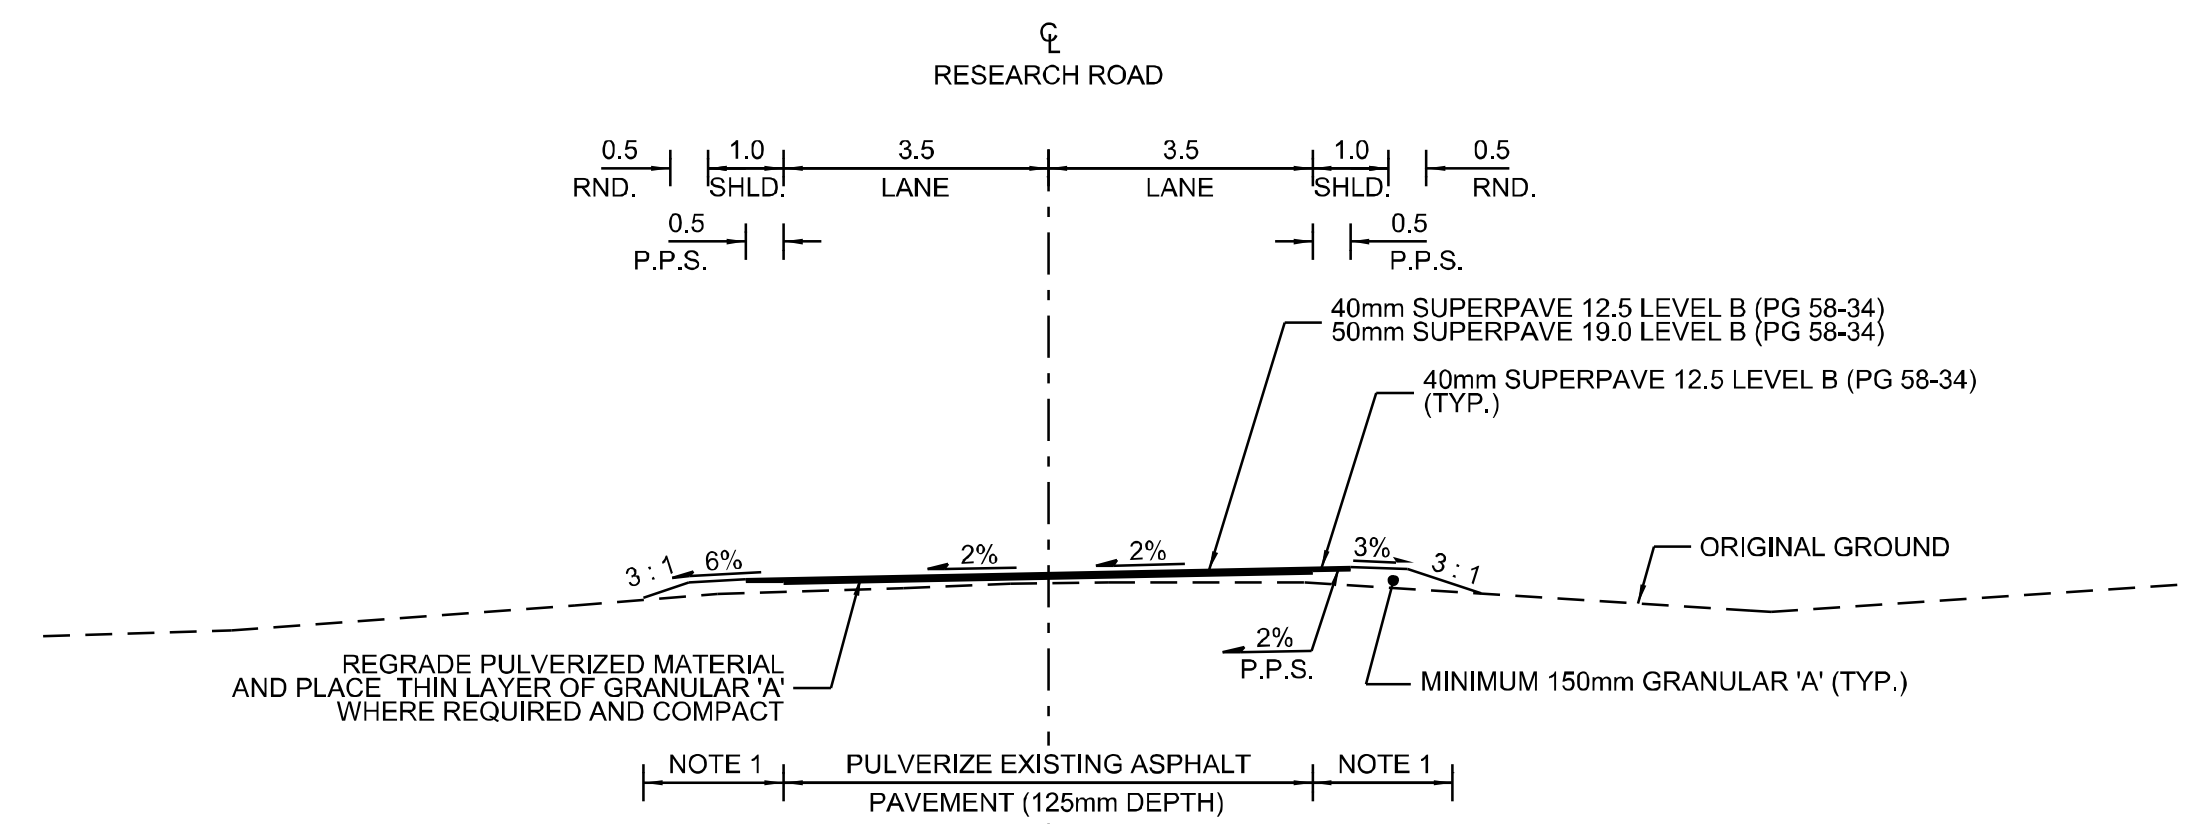 ℄
RESEARCH ROAD
0.5 1.0 3.5 3.5 1.0 0.5
RND. SHLD. LANE LANE SHLD. RND.
0.5 0.5
P.P.S. P.P.S.
40mm SUPERPAVE 12.5 LEVEL B (PG 58-34)
50mm SUPERPAVE 19.0 LEVEL B (PG 58-34)
40mm SUPERPAVE 12.5 LEVEL B (PG 58-34)
(TYP.)
3 : 1 6% 2% 2% 3% 3 : 1
ORIGINAL GROUND
2%
P.P.S.
REGRADE PULVERIZED MATERIAL
AND PLACE THIN LAYER OF GRANULAR 'A'
WHERE REQUIRED AND COMPACT
MINIMUM 150mm GRANULAR 'A' (TYP.)
NOTE 1 PULVERIZE EXISTING ASPHALT NOTE 1
PAVEMENT (125mm DEPTH)